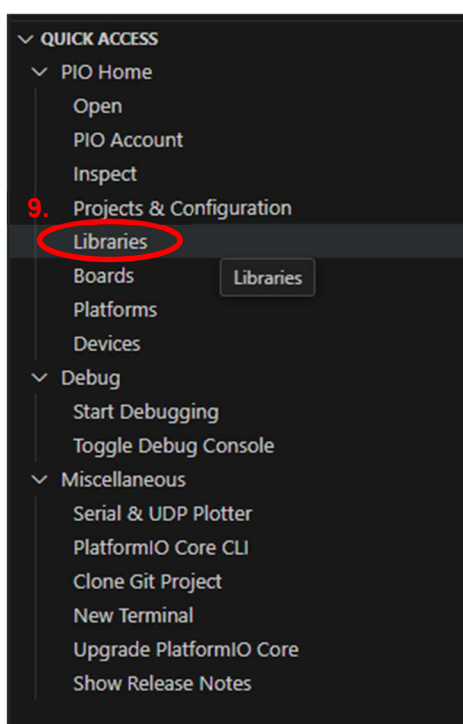 QUICK ACCESS
PIO Home
Open
PIO Account
Inspect
9. Projects & Configuration
Libraries
Boards
Libraries
Platforms
Devices
Debug
Start Debugging
Toggle Debug Console
Miscellaneous
Serial & UDP Plotter
PlatformIO Core CLI
Clone Git Project
New Terminal
Upgrade PlatformIO Core
Show Release Notes